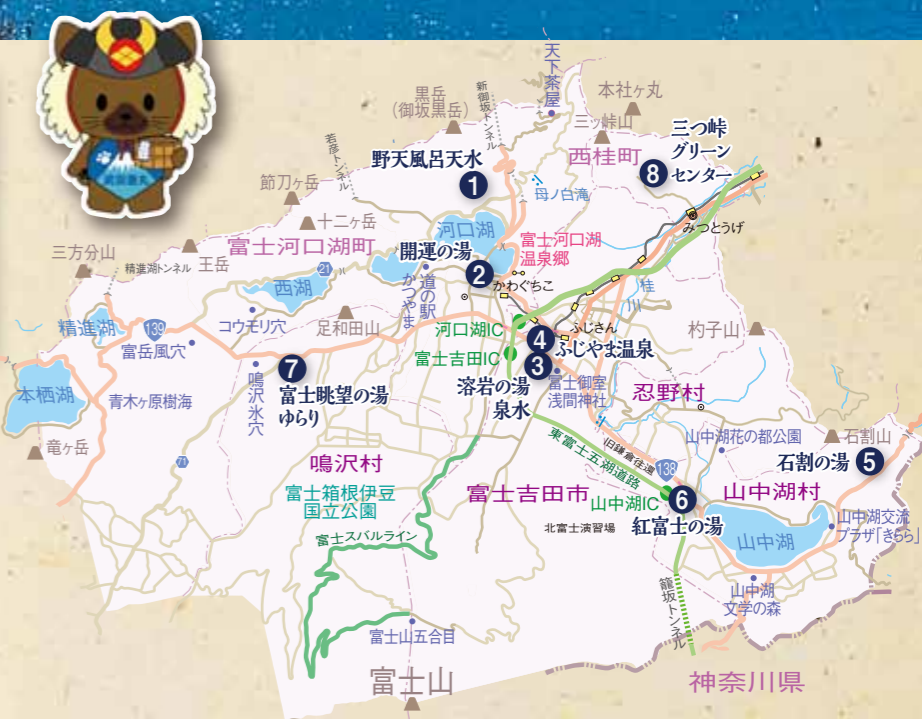 天下茶屋
本社ヶ丸
黒岳
(御坂黒岳)
新御坂トンネル
三ッ峠山
三つ峠
グリーン
センター
若彦トンネル
野天風呂天水
西桂町
8
1
母ノ白滝
節刀ヶ岳
十二ヶ岳
河口湖
みつとうげ
三方分山
富士河口湖町
開運の湯
富士河口湖
温泉郷
精進湖トンネル
王岳
21
2
かわぐちこ
道の駅
かつやま
桂川
西湖
精進湖
139
コウモリ穴
足和田山
河口湖IC
ふじさん
杓子山
富岳風穴
4
ふじやま温泉
富士吉田IC
3
7
鳴沢氷穴
富士眺望の湯
ゆらり
溶岩の湯
泉水
富士御室
浅間神社
忍野村
本栖湖
青木ヶ原樹海
竜ヶ岳
71
鳴沢村
東富士五湖道路
旧鎌倉往還
138
山中湖花の都公園
石割山
石割の湯
5
富士箱根伊豆
国立公園
富士吉田市
山中湖IC
6
山中湖村
富士スバルライン
北富士演習場
紅富士の湯
山中湖
山中湖交流
プラザ「きらら」
籠坂トンネル
山中湖
文学の森
富士山五合目
富士山
神奈川県